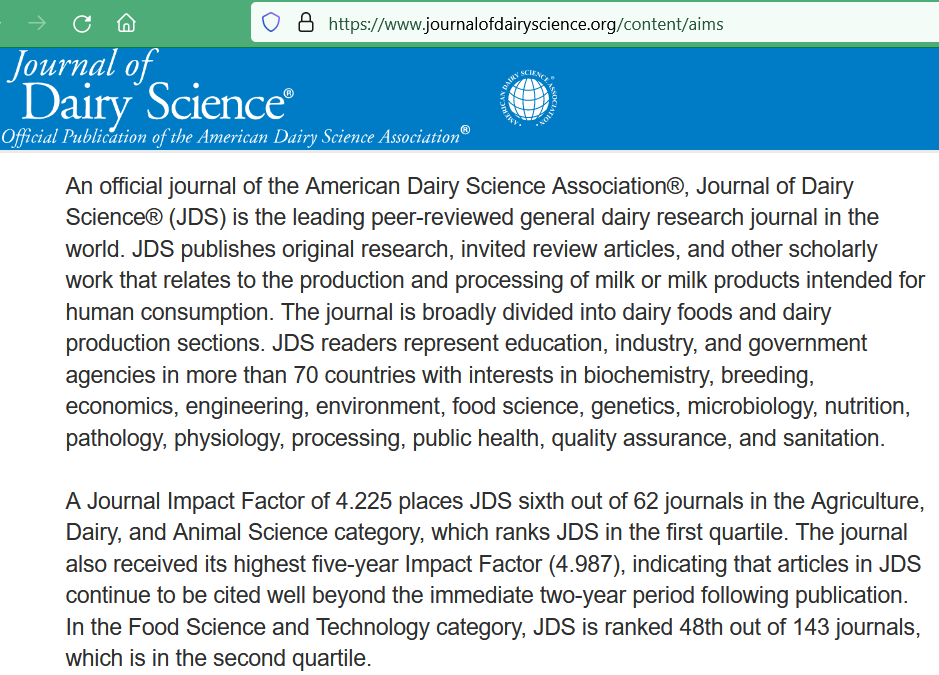 https://www.journalofdairyscience.org/content/aims
Journal of
Dairy Science®
Official Publication of the American Dairy Science Association®
AMERICAN DAIRY SCIENCE ASSOCIATION
An official journal of the American Dairy Science Association®, Journal of Dairy
Science® (JDS) is the leading peer-reviewed general dairy research journal in the
world. JDS publishes original research, invited review articles, and other scholarly
work that relates to the production and processing of milk or milk products intended for
human consumption. The journal is broadly divided into dairy foods and dairy
production sections. JDS readers represent education, industry, and government
agencies in more than 70 countries with interests in biochemistry, breeding,
economics, engineering, environment, food science, genetics, microbiology, nutrition,
pathology, physiology, processing, public health, quality assurance, and sanitation.
A Journal Impact Factor of 4.225 places JDS sixth out of 62 journals in the Agriculture,
Dairy, and Animal Science category, which ranks JDS in the first quartile. The journal
also received its highest five-year Impact Factor (4.987), indicating that articles in JDS
continue to be cited well beyond the immediate two-year period following publication.
In the Food Science and Technology category, JDS is ranked 48th out of 143 journals,
which is in the second quartile.